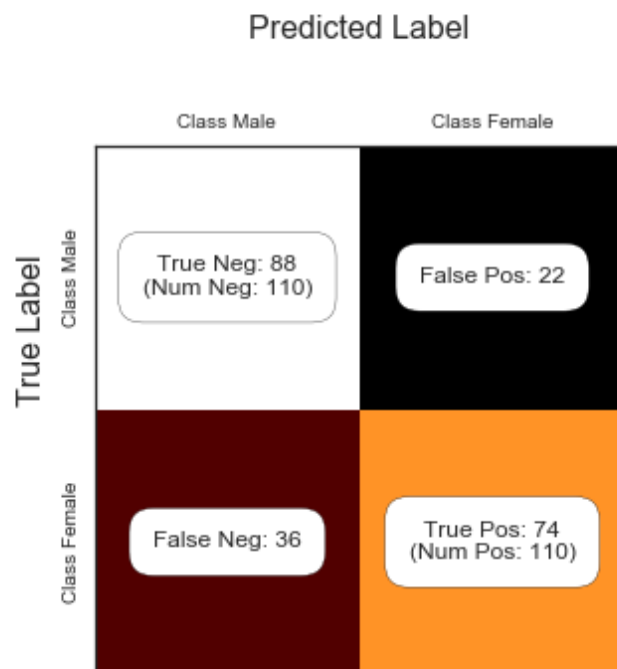 Predicted Label
Class Male
Class Female
True Label
Class Male
True Neg: 88
(Num Neg: 110)
False Pos: 22
Class Female
False Neg: 36
True Pos: 74
(Num Pos: 110)